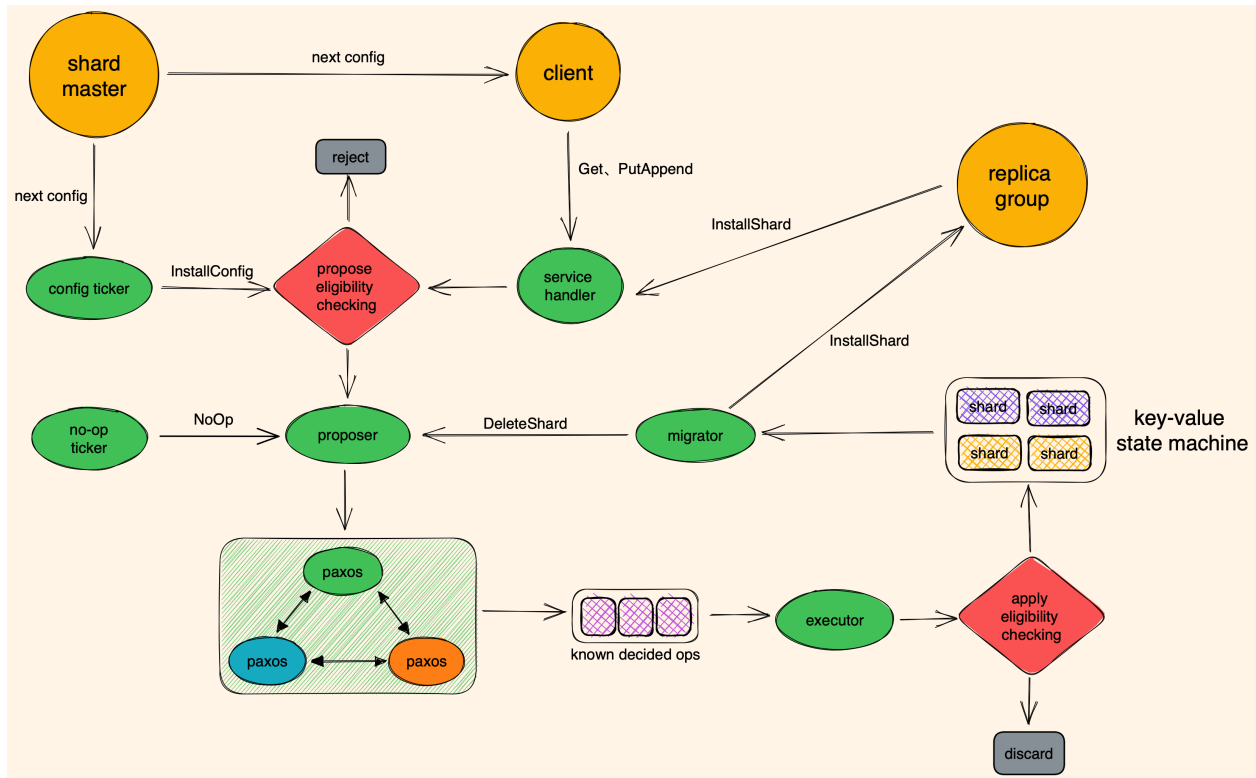 shard
master
next config
client
next config
reject
Get、PutAppend
replica
group
InstallShard
config ticker
InstallConfig
propose
eligibility
checking
service
handler
InstallShard
no-op
ticker
NoOp
proposer
DeleteShard
migrator
shard
shard
shard
shard
key-value
state machine
paxos
paxos
paxos
known decided ops
executor
apply
eligibility
checking
discard